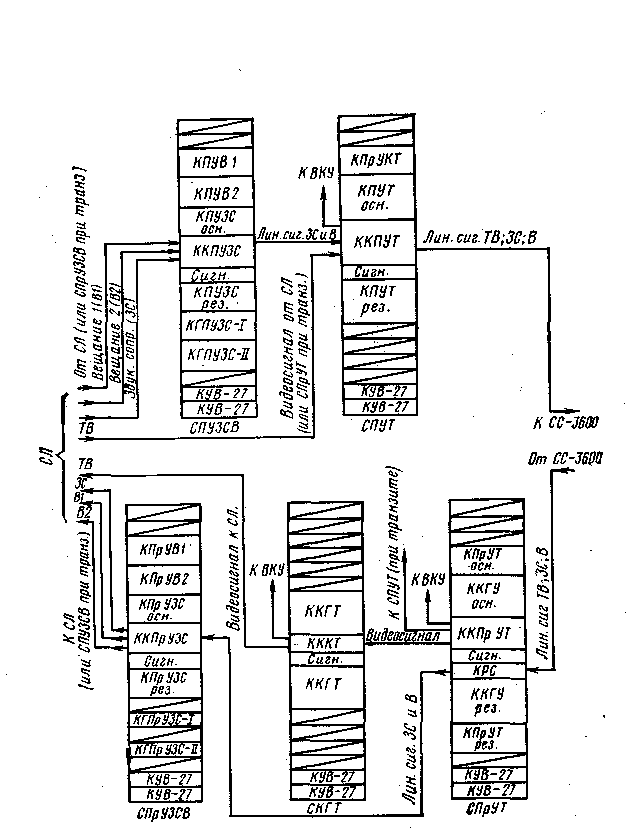 КПУВ 1
КПУВ2
КПУЗС
осн.
ККПУЗС
Сигн.
КПУЗС
рез.
КГПУЗС-I
КГПУЗС-II
КУВ-27
КУВ-27
СПУЗСВ
От СЛ (или СПрУЗСВ при транз)
Вещание 1 (В1)
Вещание 2 (В2)
Звук. сопр. (ЗС)
ТВ
СЛ
Лин. сиг. ЗС и В
К ВКУ
Видеосигнал от СЛ
(или СПрУТ при транз.)
КПрУКТ
КПУТ
осн.
ККПУТ
Сигн.
КПУТ
рез.
КУВ-27
КУВ-27
СПУТ
Лин. сиг. ТВ; ЗС; В
К СС-3600
От СС-3600
ТВ
ЗС
В1
В2
К СЛ
(или СПУЗСВ при транз)
КПрУВ1
КПрУВ2
КПрУЗС
осн.
ККПрУЗС
Сигн.
КПрУЗС
рез.
КГПрУЗС-I
КГПрУЗС-II
КУВ-27
КУВ-27
СПрУЗСВ
Видеосигнал к СЛ.
К ВКУ
ККГТ
КККТ
Сигн.
ККГТ
КУВ-27
КУВ-27
СКГТ
Видеосигнал
К СПУТ (при транзите)
К ВКУ
Лин. сиг. ЗС и В
КПрУТ
осн.
ККГУ
осн.
ККПрУТ
Сигн.
КРС
ККГУ
рез.
КПрУТ
рез.
КУВ-27
КУВ-27
СПрУТ
Лин. сиг ТВ; ЗС; В